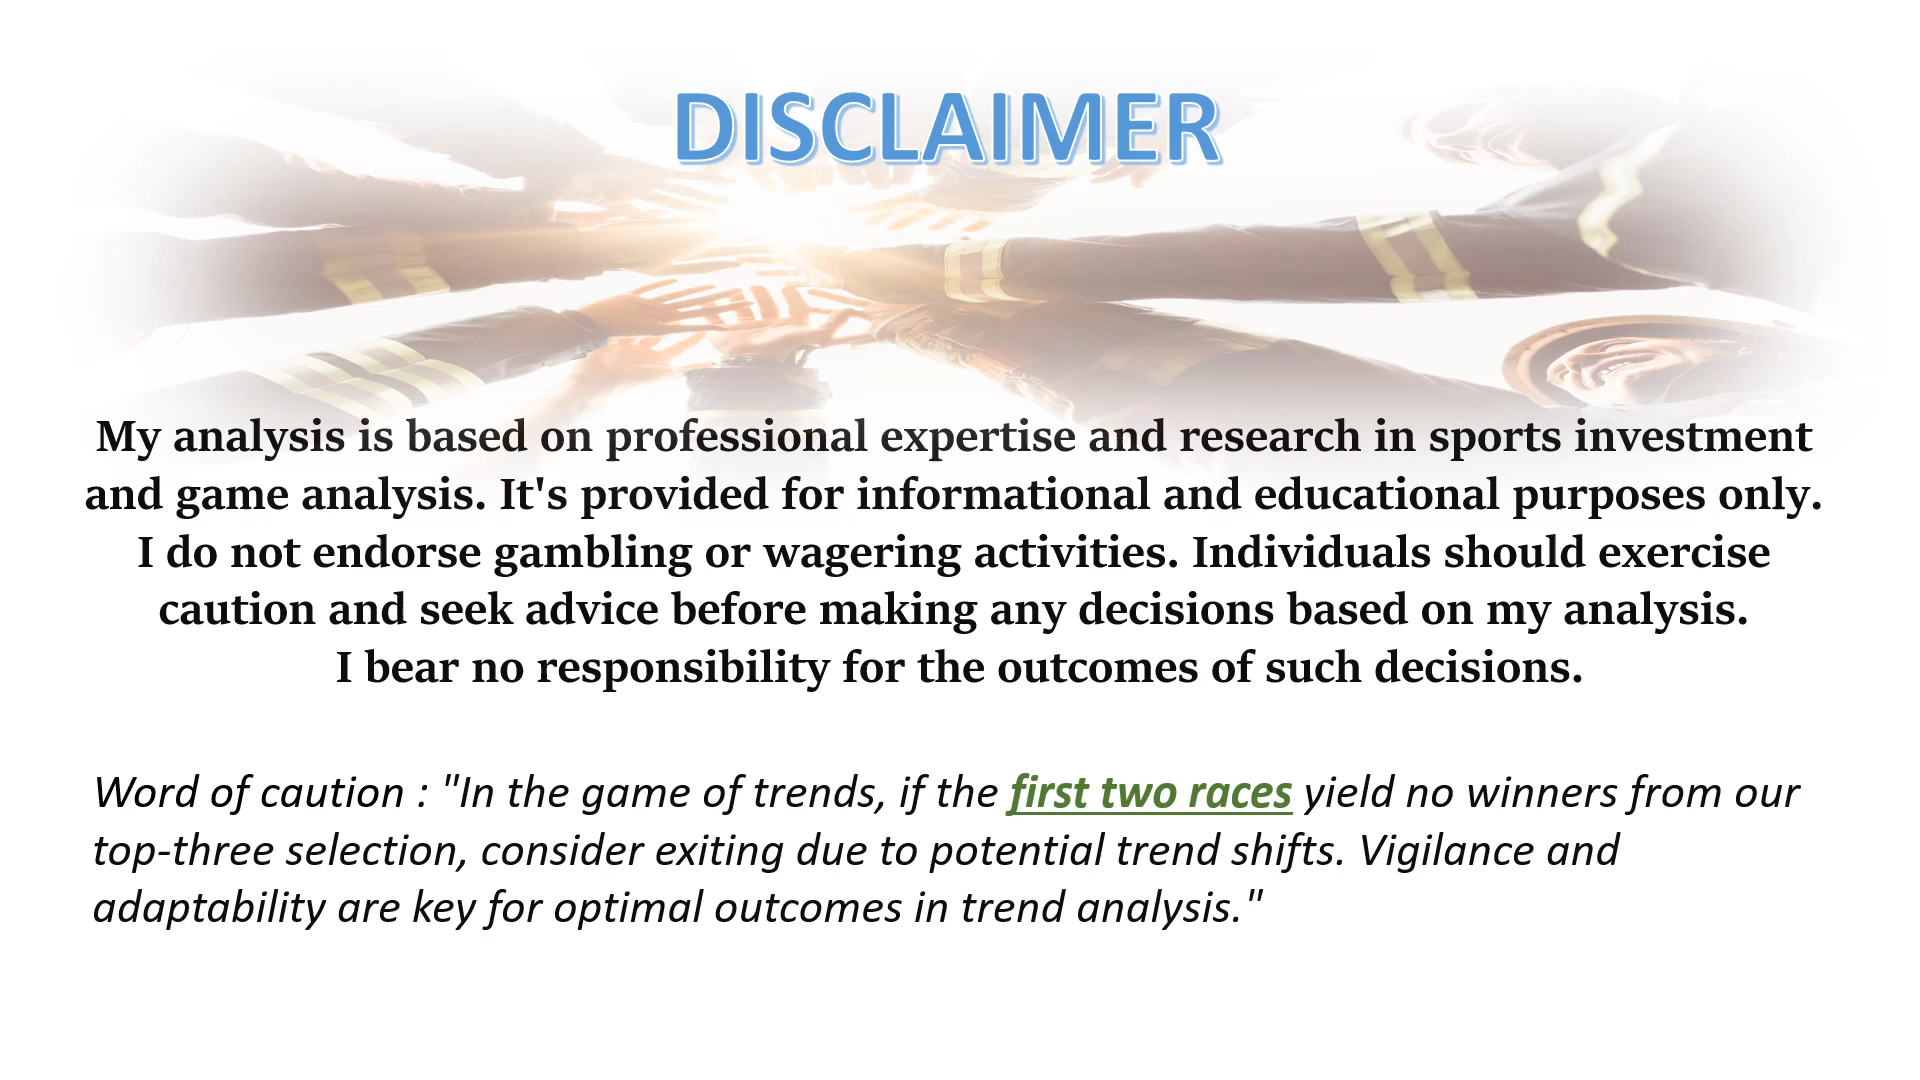 DISCLAIMER
My analysis is based on professional expertise and research in sports investment
and game analysis. It's provided for informational and educational purposes only.
I do not endorse gambling or wagering activities. Individuals should exercise
caution and seek advice before making any decisions based on my analysis.
I bear no responsibility for the outcomes of such decisions.
Word of caution : "In the game of trends, if the first two races yield no winners from our
top-three selection, consider exiting due to potential trend shifts. Vigilance and
adaptability are key for optimal outcomes in trend analysis."